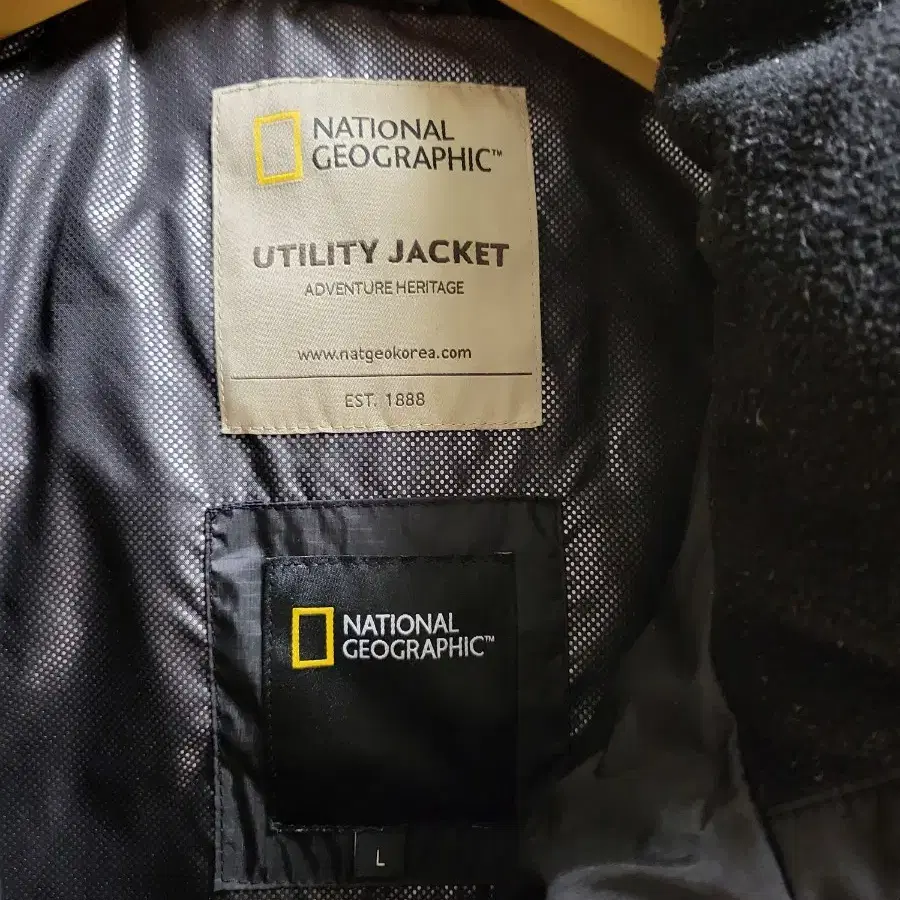 NATIONAL
GEOGRAPHIC™
UTILITY JACKET
ADVENTURE HERITAGE
www.natgeokorea.com
EST. 1888
NATIONAL
GEOGRAPHIC™
L